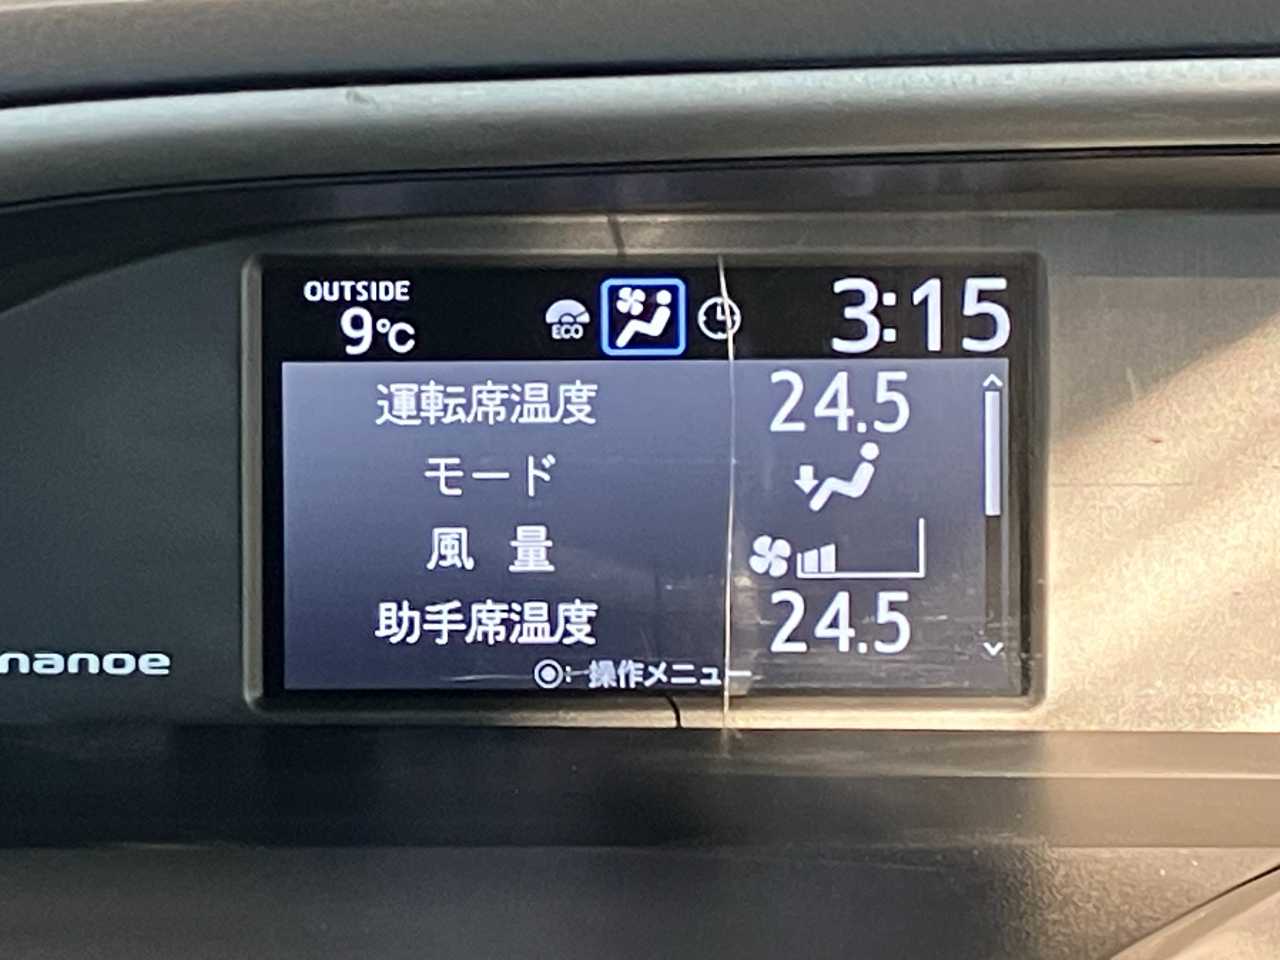 OUTSIDE
9℃
ECO
3:15
運転席温度 24.5
モード
風 量
助手席温度 24.5
◉:操作メニュー
nanoe